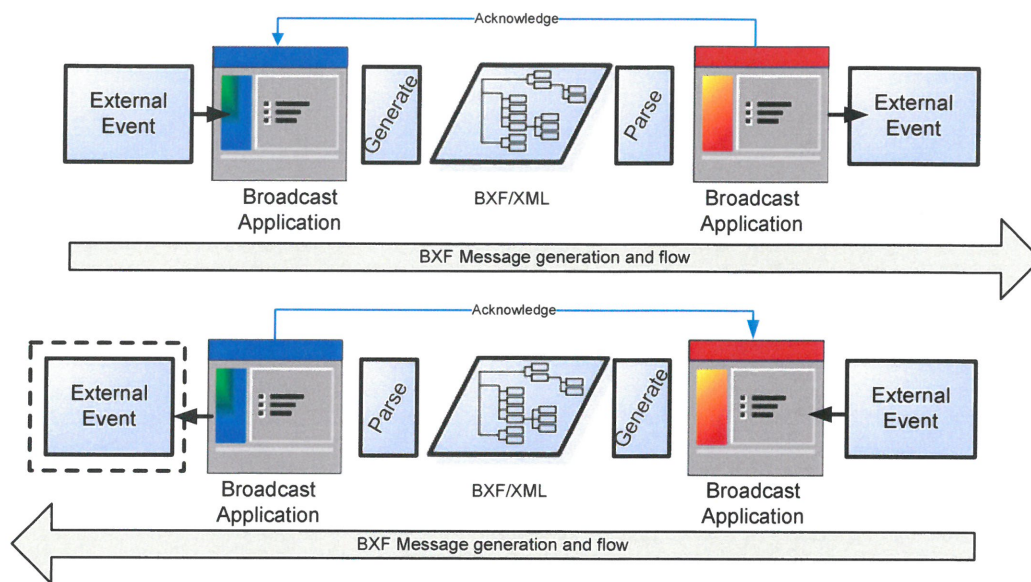 Acknowledge
External
Event
Generate
Parse
External
Event
Broadcast
Application
BXF/XML
Broadcast
Application
BXF Message generation and flow
Acknowledge
External
Event
Parse
Generate
External
Event
Broadcast
Application
BXF/XML
Broadcast
Application
BXF Message generation and flow